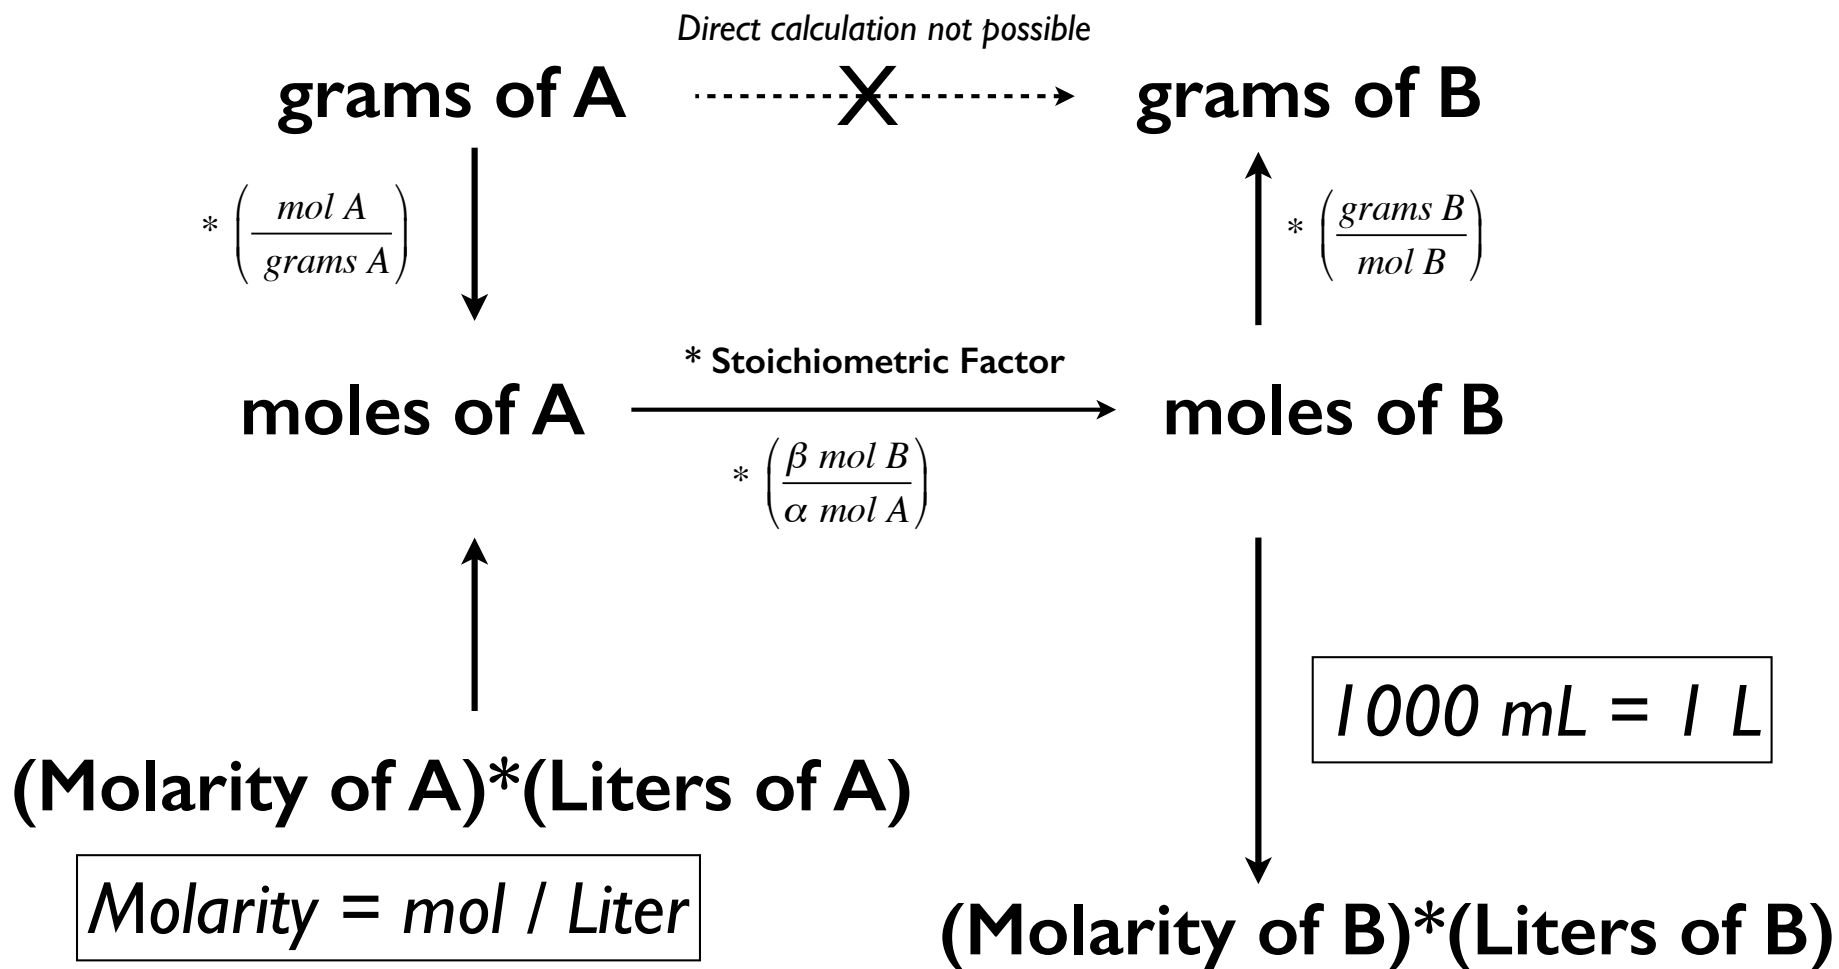 Direct calculation not possible
grams of A X grams of B
* (mol A / grams A)
* (grams B / mol B)
* Stoichiometric Factor
moles of A moles of B
* (β mol B / α mol A)
1000 mL = 1 L
(Molarity of A)*(Liters of A)
Molarity = mol / Liter
(Molarity of B)*(Liters of B)